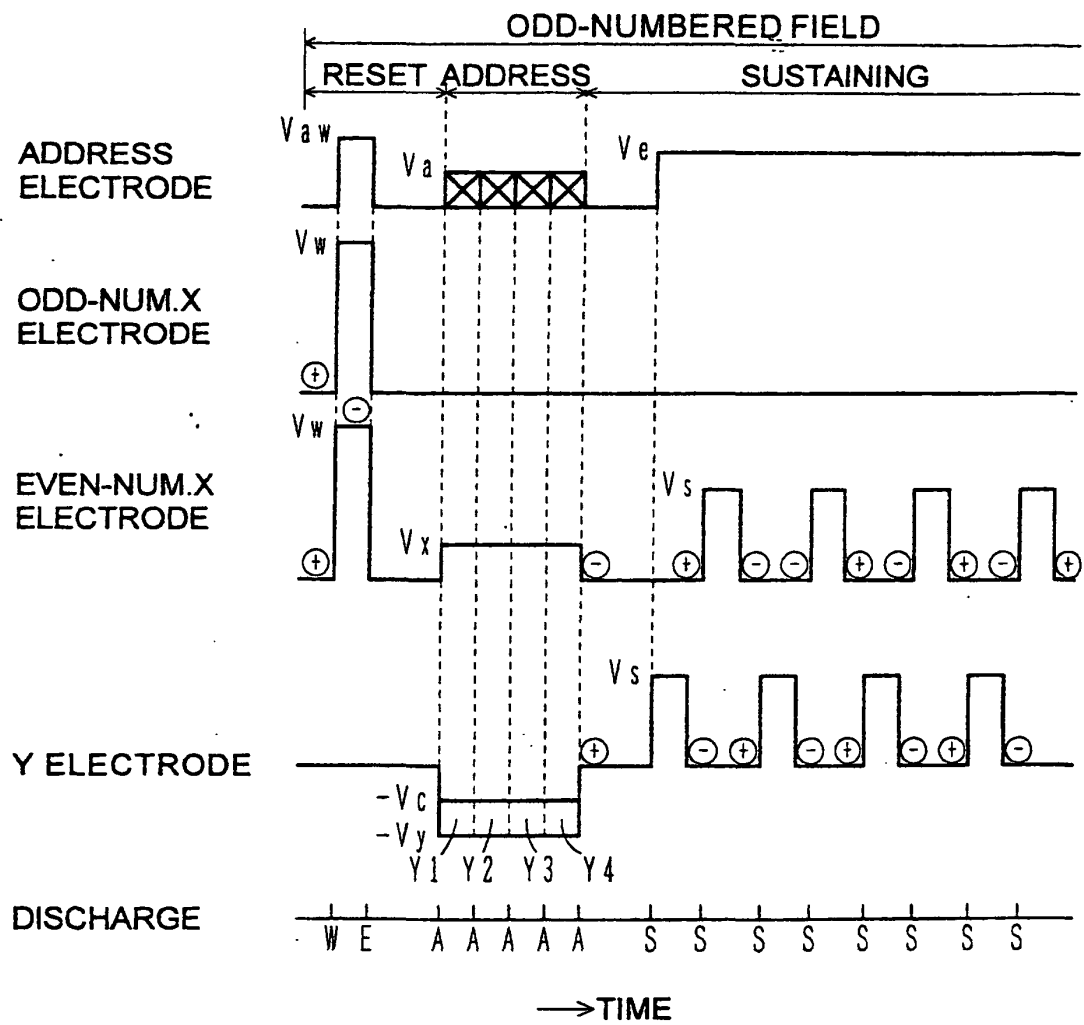 ODD-NUMBERED FIELD
RESET ADDRESS SUSTAINING
ADDRESS
ELECTRODE
Vaw
Va
Ve
ODD-NUM.X
ELECTRODE
Vw
+
-
EVEN-NUM.X
ELECTRODE
Vw
Vx
Vs
+ - + - - + - + - +
Y ELECTRODE
Vs
+ - + - + - + -
-Vc
-Vy
Y1 Y2 Y3 Y4
DISCHARGE
W E A A A A A S S S S S S S
→TIME